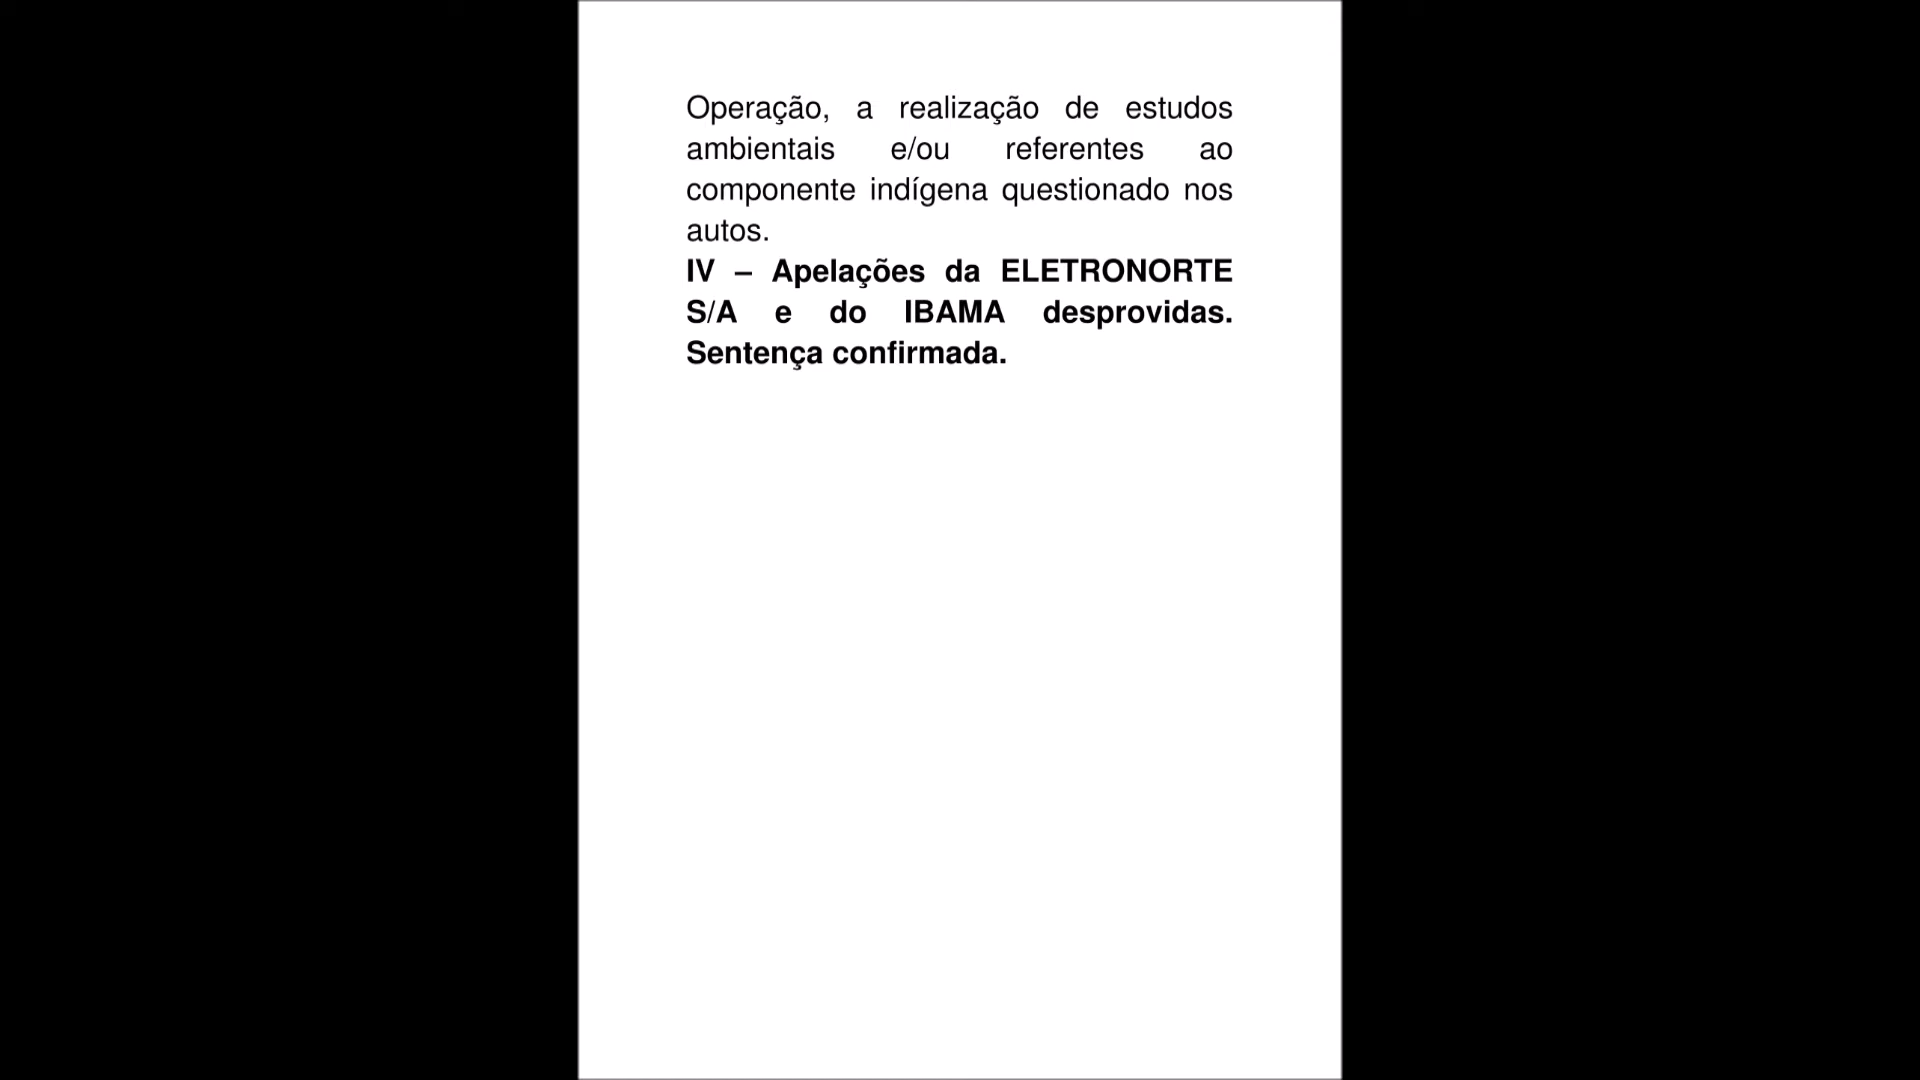 Operação, a realização de estudos
ambientais e/ou referentes ao
componente indígena questionado nos
autos.
IV – Apelações da ELETRONORTE
S/A e do IBAMA desprovidas.
Sentença confirmada.